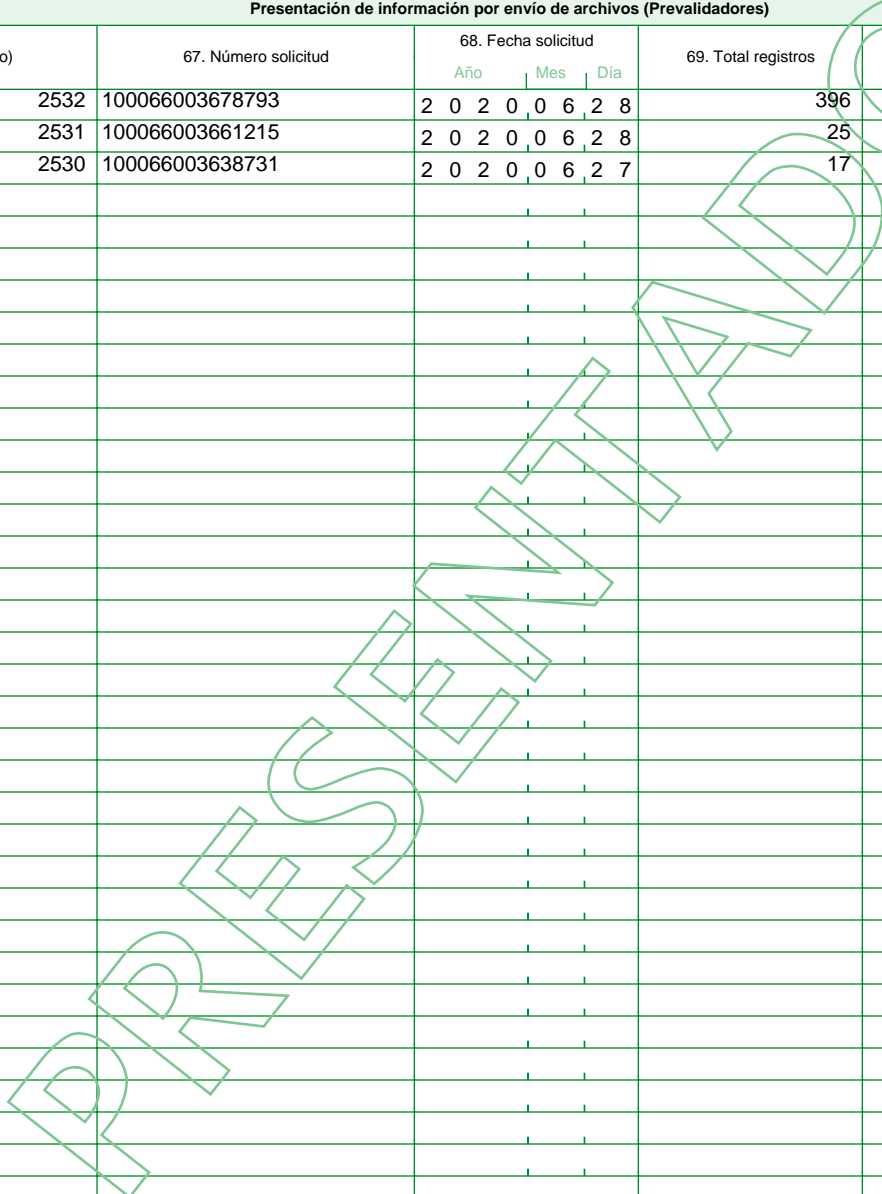 Presentación de información por envío de archivos (Prevalidadores)
o) 67. Número solicitud 68. Fecha solicitud 69. Total registros
Año Mes Día
2532 100066003678793 2 0 2 0 0 6 2 8 396
2531 100066003661215 2 0 2 0 0 6 2 8 25
2530 100066003638731 2 0 2 0 0 6 2 7 17
PRESENTADO